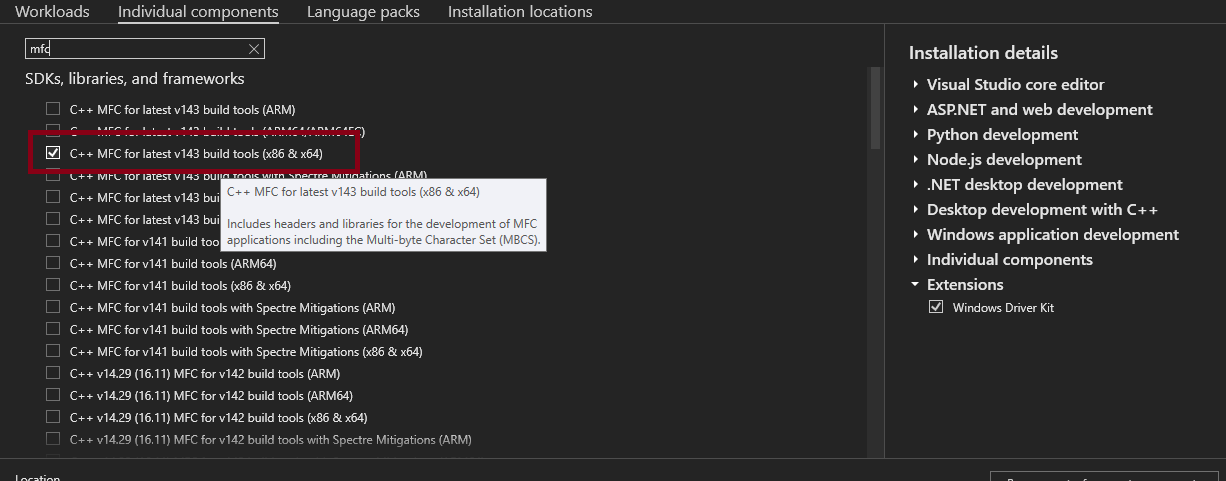 Workloads Individual components Language packs Installation locations
mfc
SDKs, libraries, and frameworks
C++ MFC for latest v143 build tools (ARM)
C++ MFC for latest v143 build tools (ARM64/ARM64EC)
C++ MFC for latest v143 build tools (x86 & x64)
C++ MFC for latest v143 build tools with Spectre Mitigations (ARM)
C++ MFC for latest v143 buil
C++ MFC for latest v143 buil
C++ MFC for v141 build tools
C++ MFC for v141 build tools (ARM64)
C++ MFC for v141 build tools (x86 & x64)
C++ MFC for v141 build tools with Spectre Mitigations (ARM)
C++ MFC for v141 build tools with Spectre Mitigations (ARM64)
C++ MFC for v141 build tools with Spectre Mitigations (x86 & x64)
C++ v14.29 (16.11) MFC for v142 build tools (ARM)
C++ v14.29 (16.11) MFC for v142 build tools (ARM64)
C++ v14.29 (16.11) MFC for v142 build tools (x86 & x64)
C++ v14.29 (16.11) MFC for v142 build tools with Spectre Mitigations (ARM)
C++ MFC for latest v143 build tools (x86 & x64)
Includes headers and libraries for the development of MFC
applications including the Multi-byte Character Set (MBCS).
Installation details
Visual Studio core editor
ASP.NET and web development
Python development
Node.js development
.NET desktop development
Desktop development with C++
Windows application development
Individual components
Extensions
Windows Driver Kit
Location